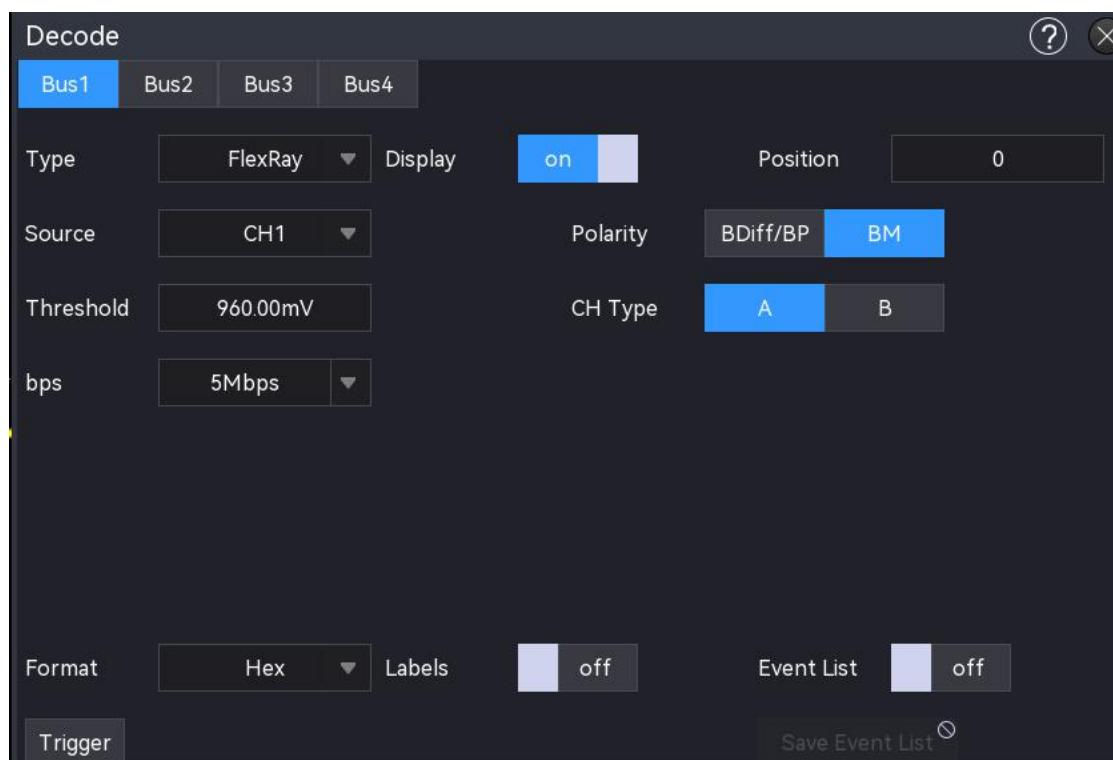 Decode ?
Bus1 Bus2 Bus3 Bus4
Type FlexRay Display on Position 0
Source CH1 Polarity BDiff/BP BM
Threshold 960.00mV CH Type A B
bps 5Mbps
Format Hex Labels off Event List off
Trigger Save Event List